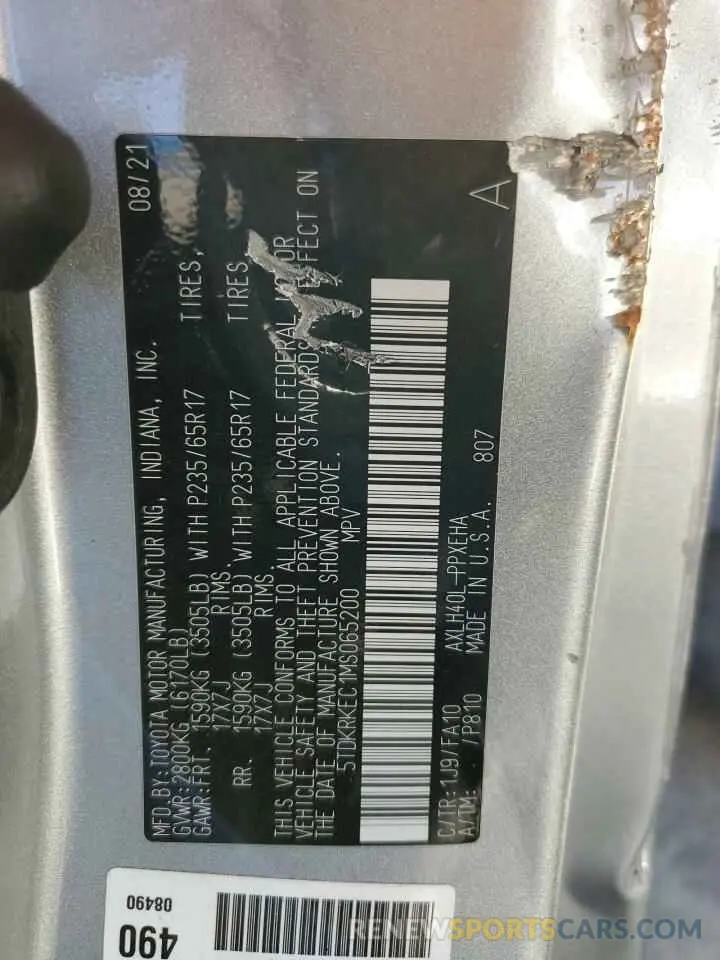 MFD.BY:TOYOTA MOTOR MANUFACTURING, INDIANA, INC. 08/21
GVWR:2800KG (6170LB)
GAWR:FRT. 1590KG (3505LB) WITH P235/65R17 TIRES,
17X7J RIMS.
RR. 1590KG (3505LB) WITH P235/65R17 TIRES,
17X7J RIMS.
THIS VEHICLE CONFORMS TO ALL APPLICABLE FEDERAL OR
VEHICLE SAFETY AND THEFT PREVENTION STANDARDS EFFECT ON
THE DATE OF MANUFACTURE SHOWN ABOVE.
5TDKRKEC1MS065200 MPV
C/TR:1J9/FA10 AXLH40L-PPXEHA
A/TM: /P810 MADE IN U.S.A. 807
A
490
08490
RENEWSPORTSCARS.COM